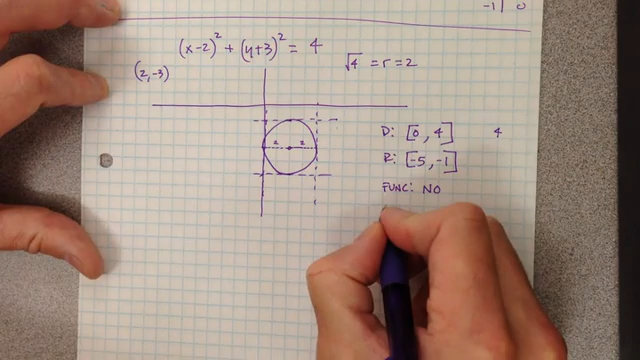 -1 | 0
(x-2)² + (y+3)² = 4
√4 = r = 2
(2,-3)
2 2
D: [0, 4] 4
R: [-5, -1]
FUNC: NO